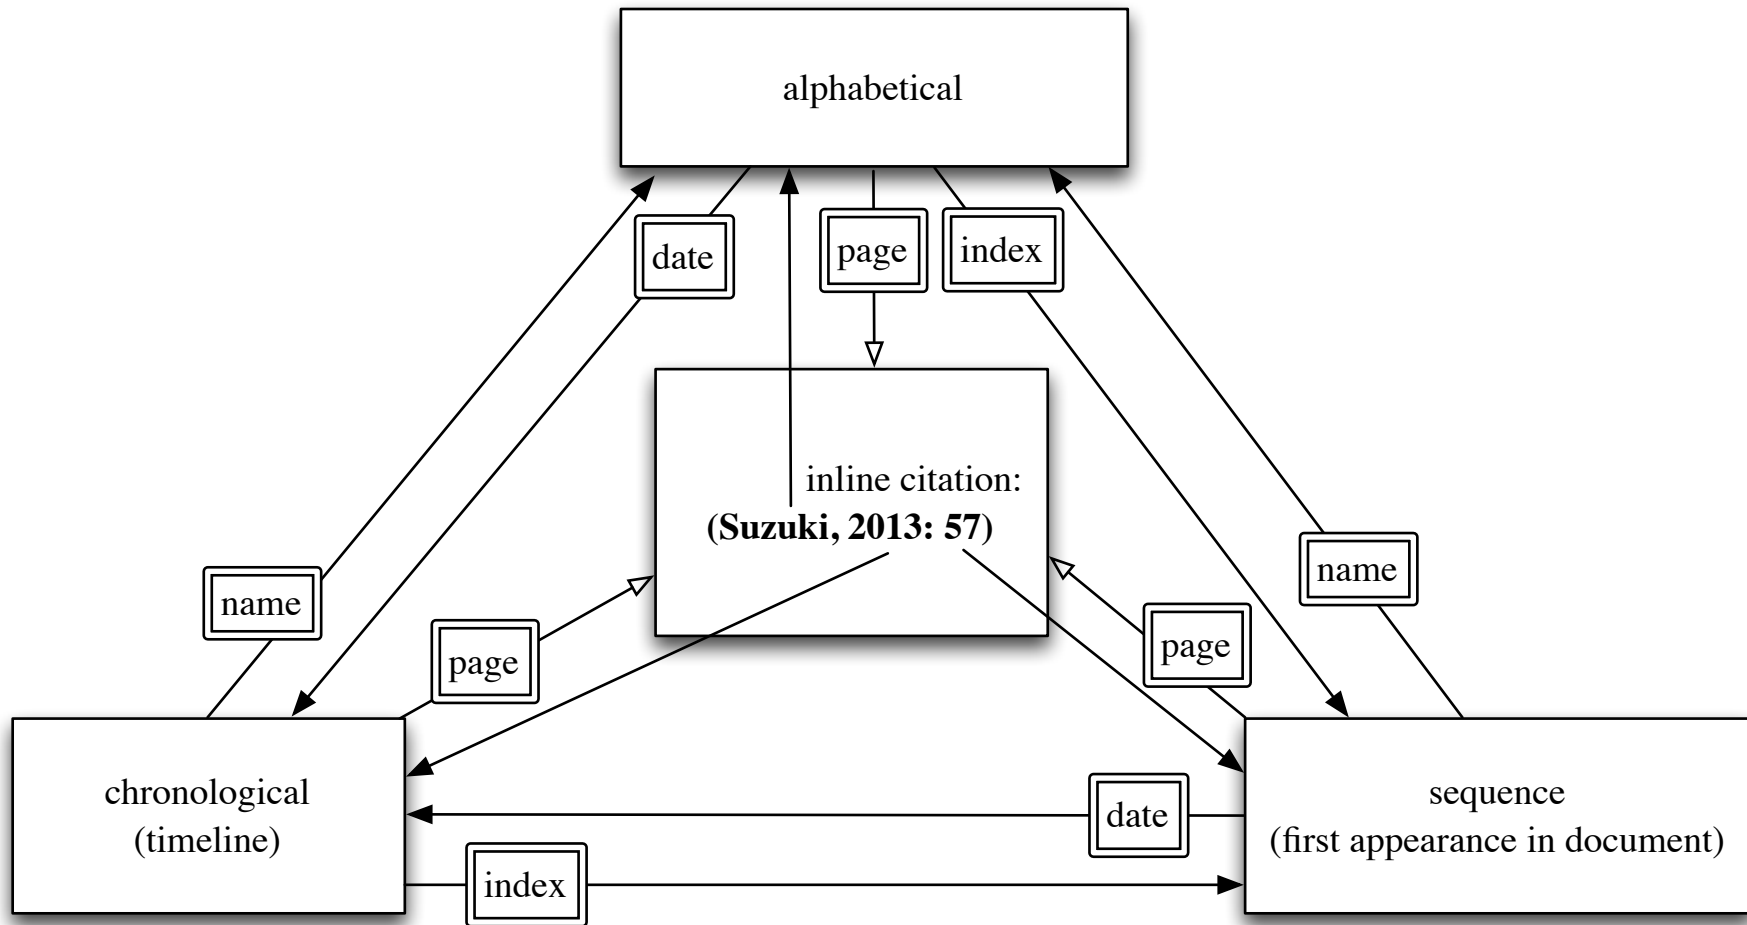 alphabetical
date
page
index
inline citation:
(Suzuki, 2013: 57)
name
name
page
page
chronological
(timeline)
date
sequence
(first appearance in document)
index